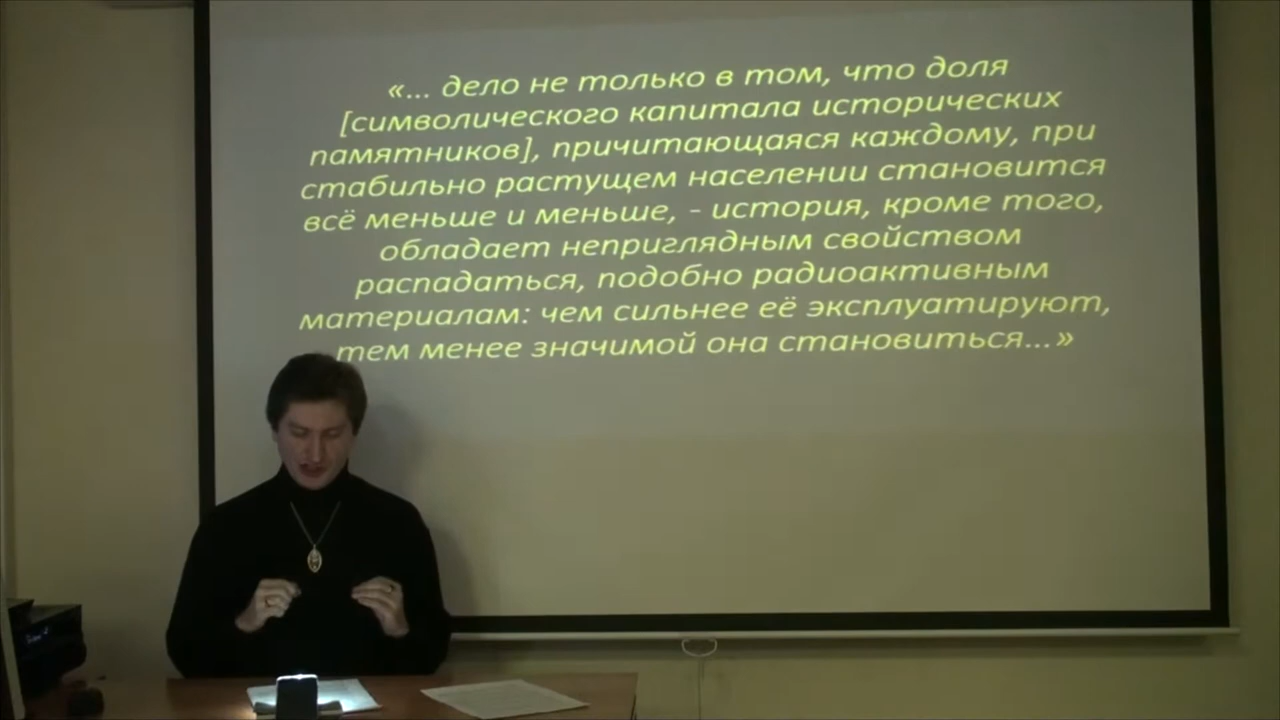 «... дело не только в том, что доля
[символического капитала исторических
памятников], причитающаяся каждому, при
стабильно растущем населении становится
всё меньше и меньше, - история, кроме того,
обладает неприглядным свойством
распадаться, подобно радиоактивным
материалам: чем сильнее её эксплуатируют,
тем менее значимой она становиться...»